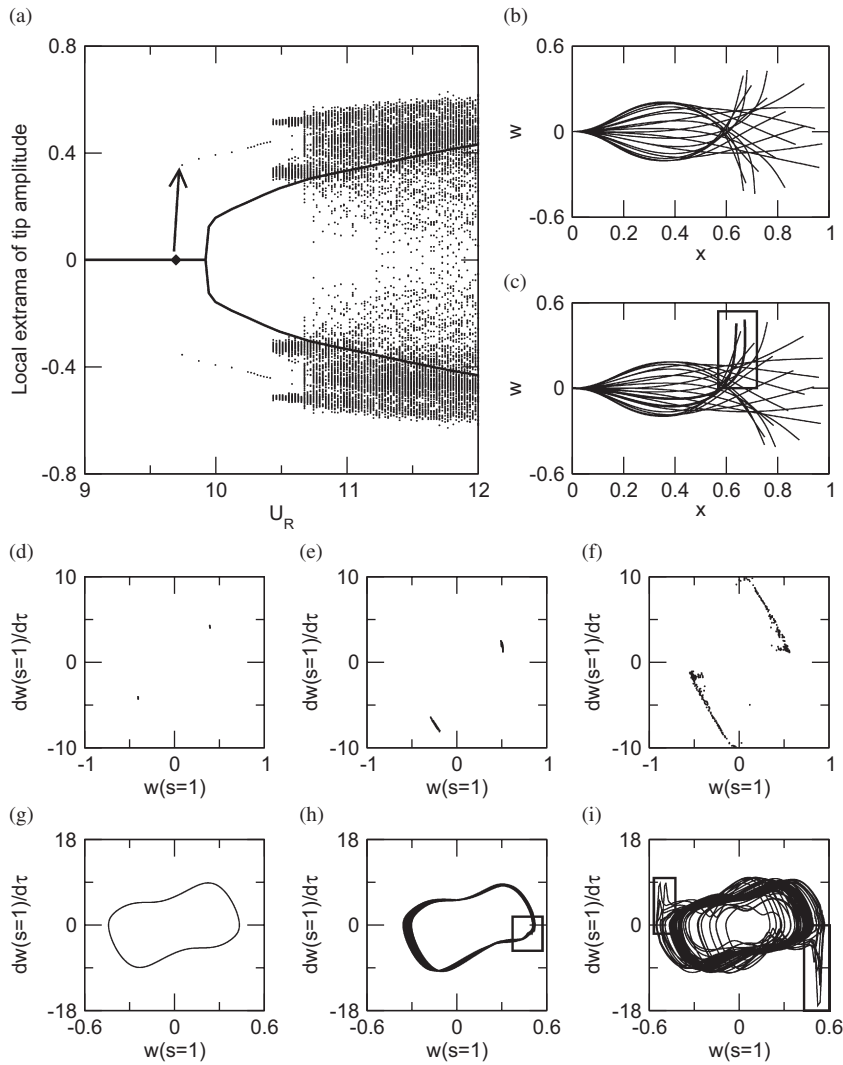 (a)
0.8
0.4
0
-0.4
-0.8
Local extrama of tip amplitude
9
10
11
12
U_R
(b)
0.6
w
0
-0.6
0 0.2 0.4 0.6 0.8 1
x
(c)
0.6
w
0
-0.6
0 0.2 0.4 0.6 0.8 1
x
(d)
10
0
-10
dw(s=1)/dτ
-1 0 1
w(s=1)
(e)
10
0
-10
dw(s=1)/dτ
-1 0 1
w(s=1)
(f)
10
0
-10
dw(s=1)/dτ
-1 0 1
w(s=1)
(g)
18
0
-18
dw(s=1)/dτ
-0.6 0 0.6
w(s=1)
(h)
18
0
-18
dw(s=1)/dτ
-0.6 0 0.6
w(s=1)
(i)
18
0
-18
dw(s=1)/dτ
-0.6 0 0.6
w(s=1)